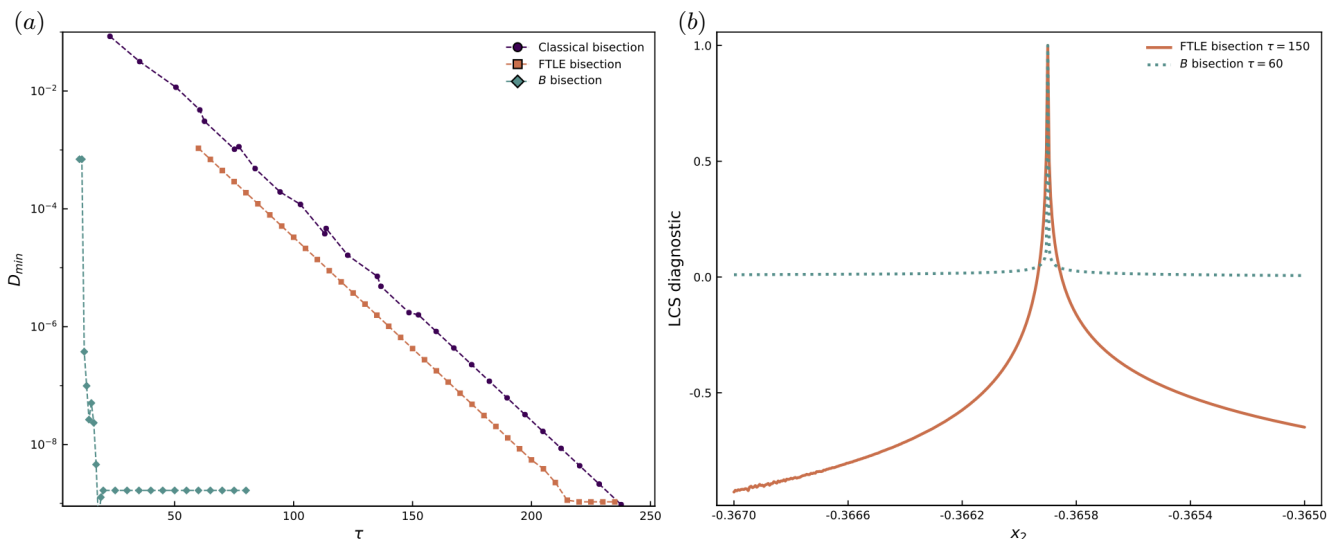 (a)
(b)
Classical bisection
FTLE bisection
B bisection
10⁻²
10⁻⁴
10⁻⁶
10⁻⁸
D_min
50
100
150
200
250
τ
FTLE bisection τ = 150
B bisection τ = 60
1.0
0.5
0.0
-0.5
LCS diagnostic
-0.3670
-0.3666
-0.3662
-0.3658
-0.3654
-0.3650
x₂